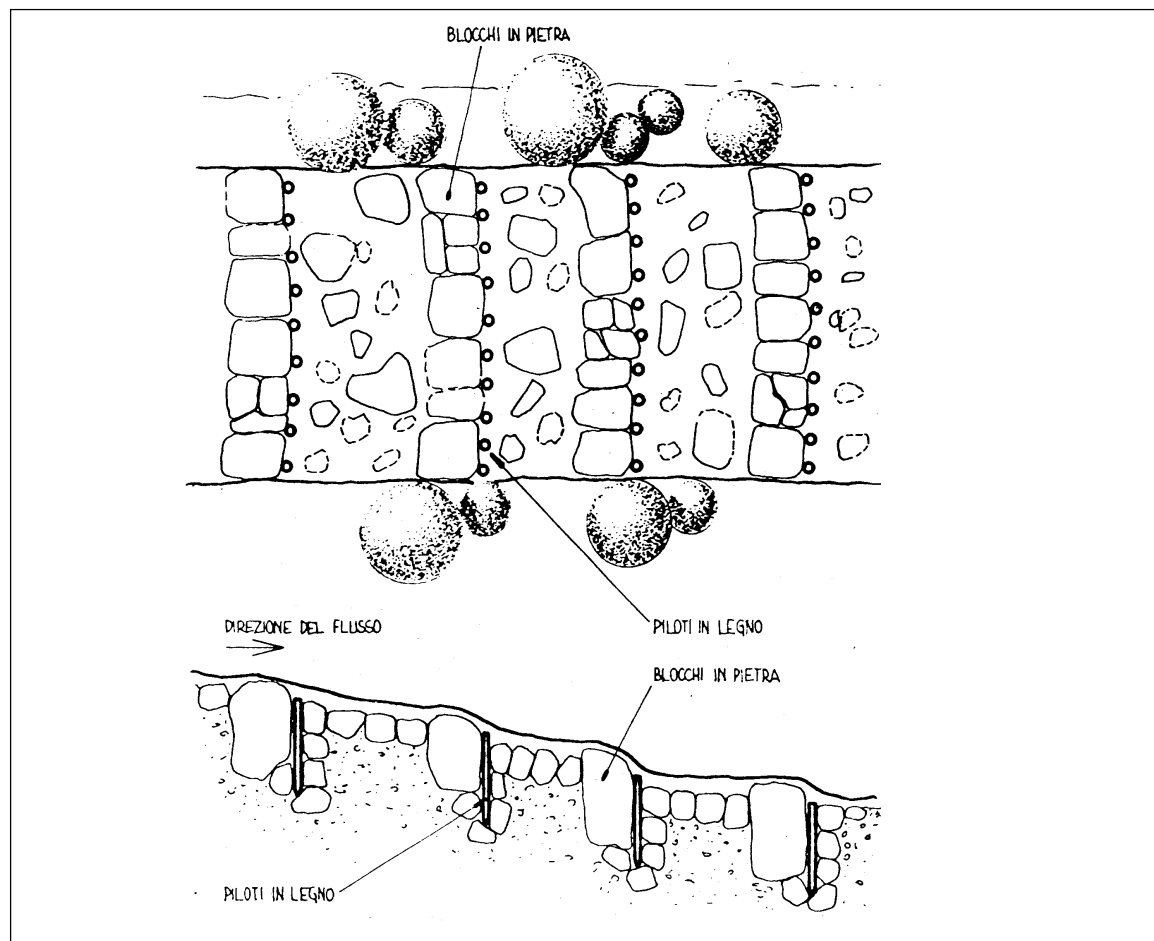 BLOCCHI IN PIETRA
DIREZIONE DEL FLUSSO
PILOTI IN LEGNO
BLOCCHI IN PIETRA
PILOTI IN LEGNO